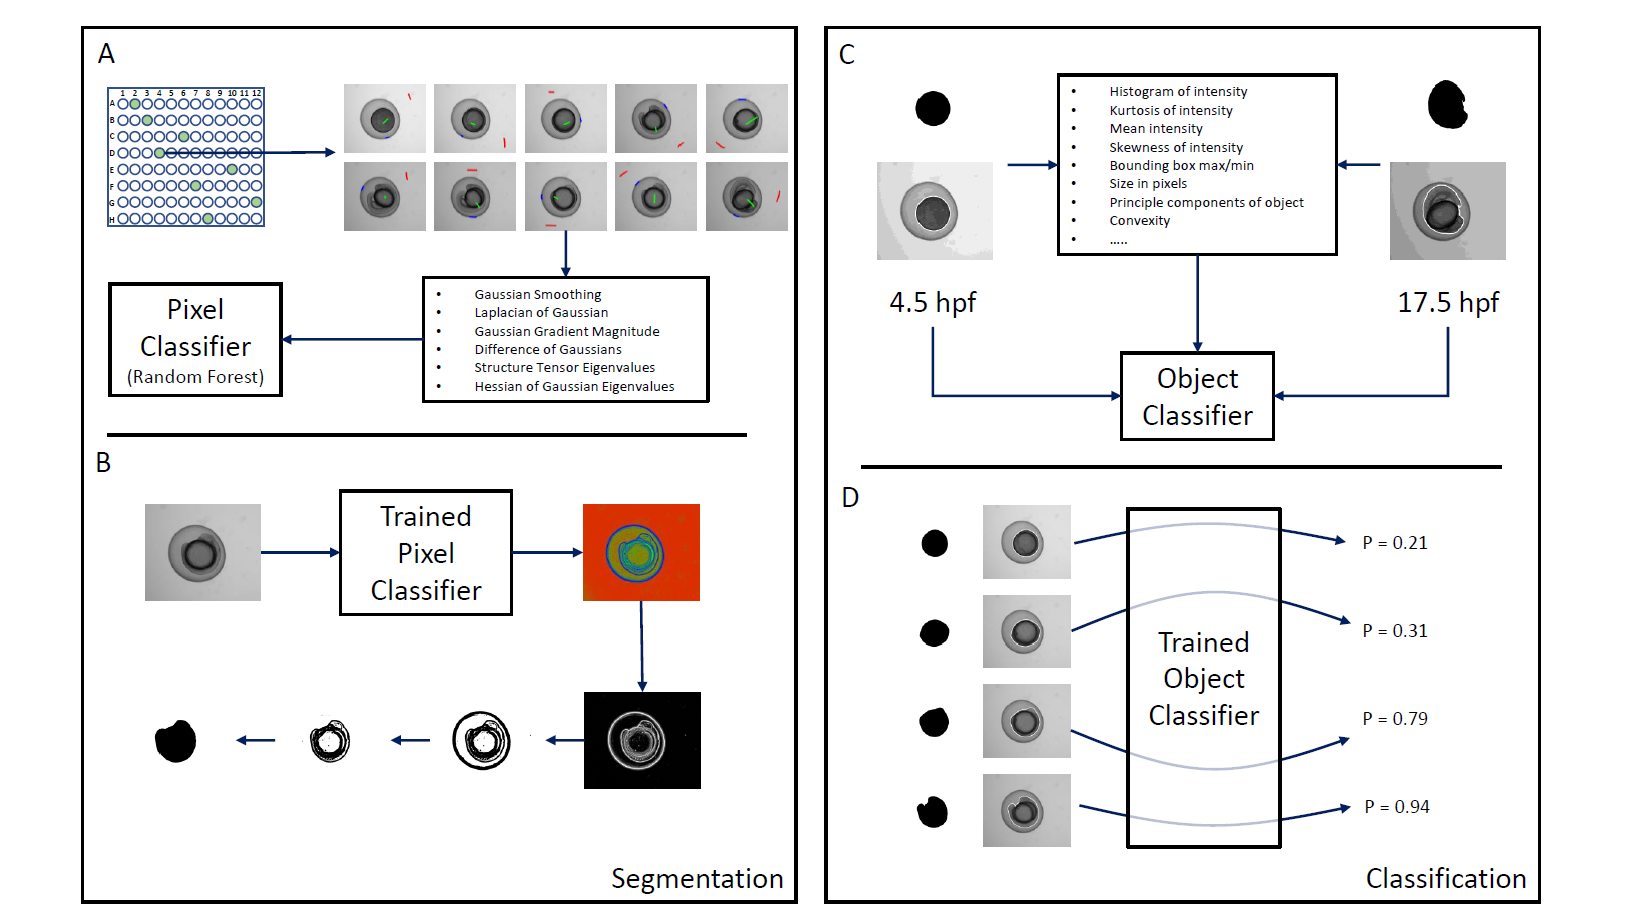 A
1 2 3 4 5 6 7 8 9 10 11 12
A
B
C
D
E
F
G
H
• Gaussian Smoothing
• Laplacian of Gaussian
• Gaussian Gradient Magnitude
• Difference of Gaussians
• Structure Tensor Eigenvalues
• Hessian of Gaussian Eigenvalues
Pixel
Classifier
(Random Forest)
B
Trained
Pixel
Classifier
Segmentation
C
• Histogram of intensity
• Kurtosis of intensity
• Mean intensity
• Skewness of intensity
• Bounding box max/min
• Size in pixels
• Principle components of object
• Convexity
• .....
4.5 hpf
17.5 hpf
Object
Classifier
D
Trained
Object
Classifier
P = 0.21
P = 0.31
P = 0.79
P = 0.94
Classification